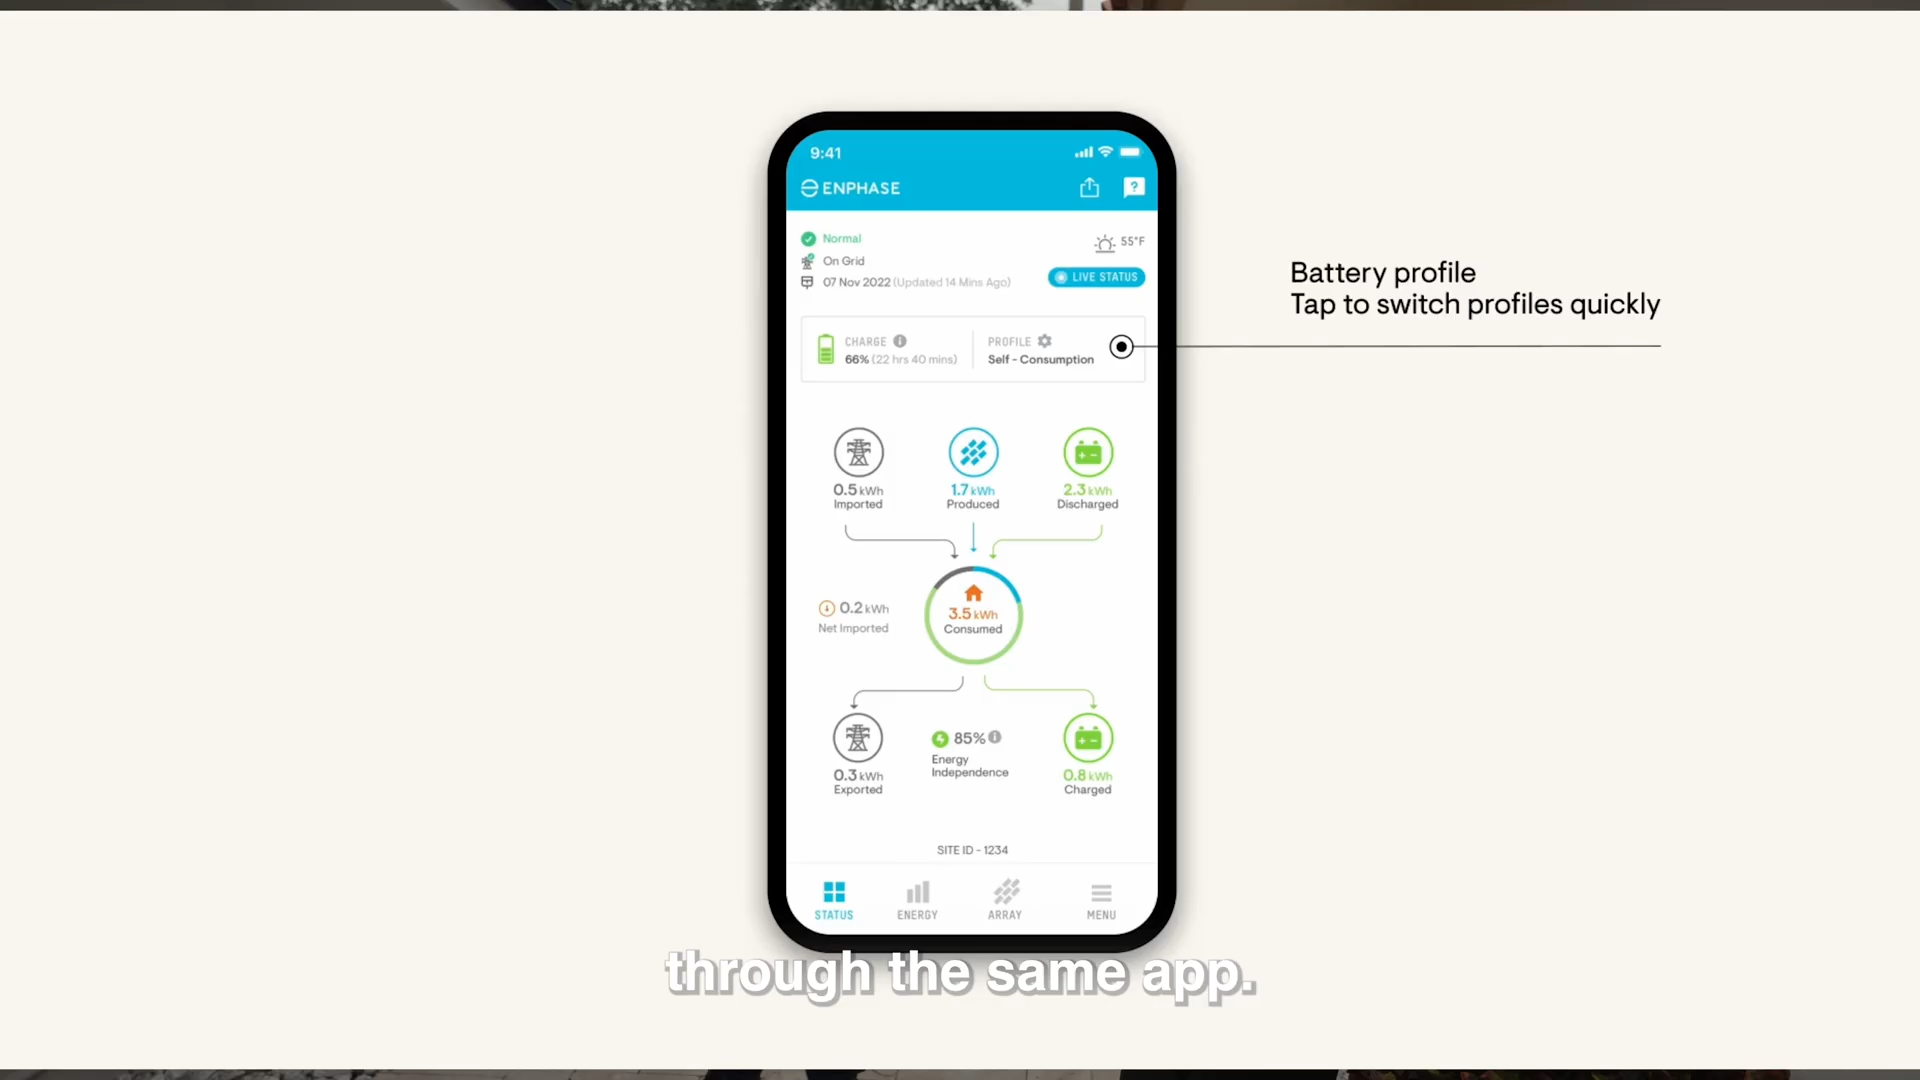 9:41
ENPHASE
?
Normal
On Grid
55°F
07 Nov 2022 (Updated 14 Mins Ago)
LIVE STATUS
Battery profile
Tap to switch profiles quickly
CHARGE
66% (22 hrs 40 mins)
PROFILE
Self - Consumption
0.5 kWh
Imported
1.7 kWh
Produced
2.3 kWh
Discharged
0.2 kWh
Net Imported
3.5 kWh
Consumed
0.3 kWh
Exported
85%
Energy
Independence
0.8 kWh
Charged
SITE ID - 1234
STATUS
ENERGY
ARRAY
MENU
through the same app.